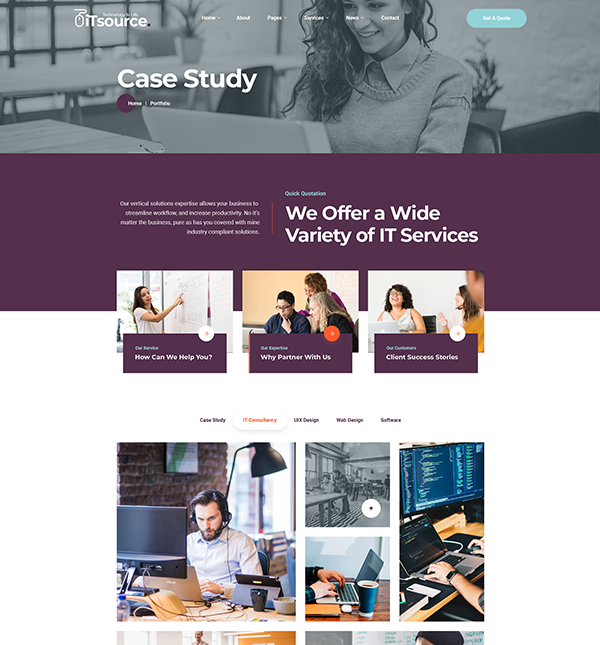 Technology In Life
iTsource.
Home
About
Pages
Services
News
Contact
Get A Quote
Case Study
Home | Portfolio
Quick Quotation
We Offer a Wide
Variety of IT Services
Our vertical solutions expertise allows your business to
streamline workflow, and increase productivity. No it's
matter the business, pure as has you covered with mine
industry compliant solutions.
Our Service
How Can We Help You?
Our Expertise
Why Partner With Us
Our Customers
Client Success Stories
Case Study
IT Consultancy
UIX Design
Web Design
Software